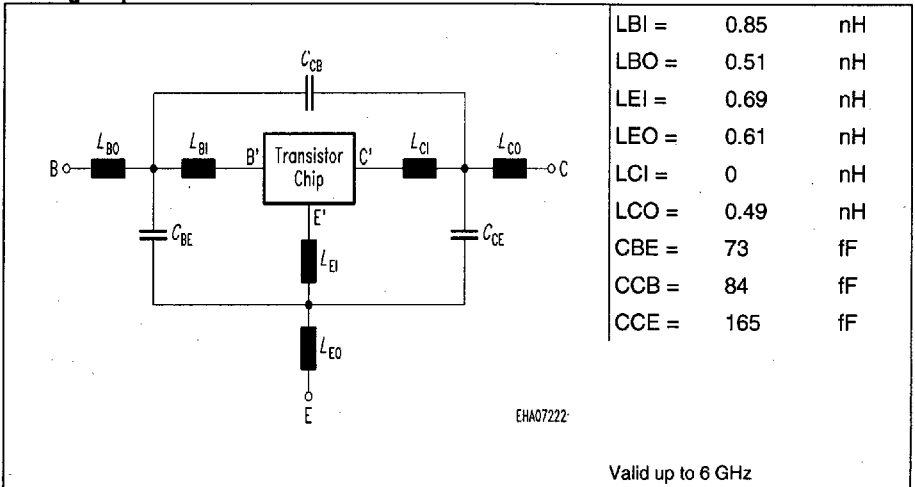 C_CB
L_BO
L_BI
B'
Transistor
Chip
C'
L_CI
L_CO
B
C
E'
C_BE
C_CE
L_EI
L_EO
E
EHA07222
LBI = 0.85 nH
LBO = 0.51 nH
LEI = 0.69 nH
LEO = 0.61 nH
LCI = 0 nH
LCO = 0.49 nH
CBE = 73 fF
CCB = 84 fF
CCE = 165 fF
Valid up to 6 GHz